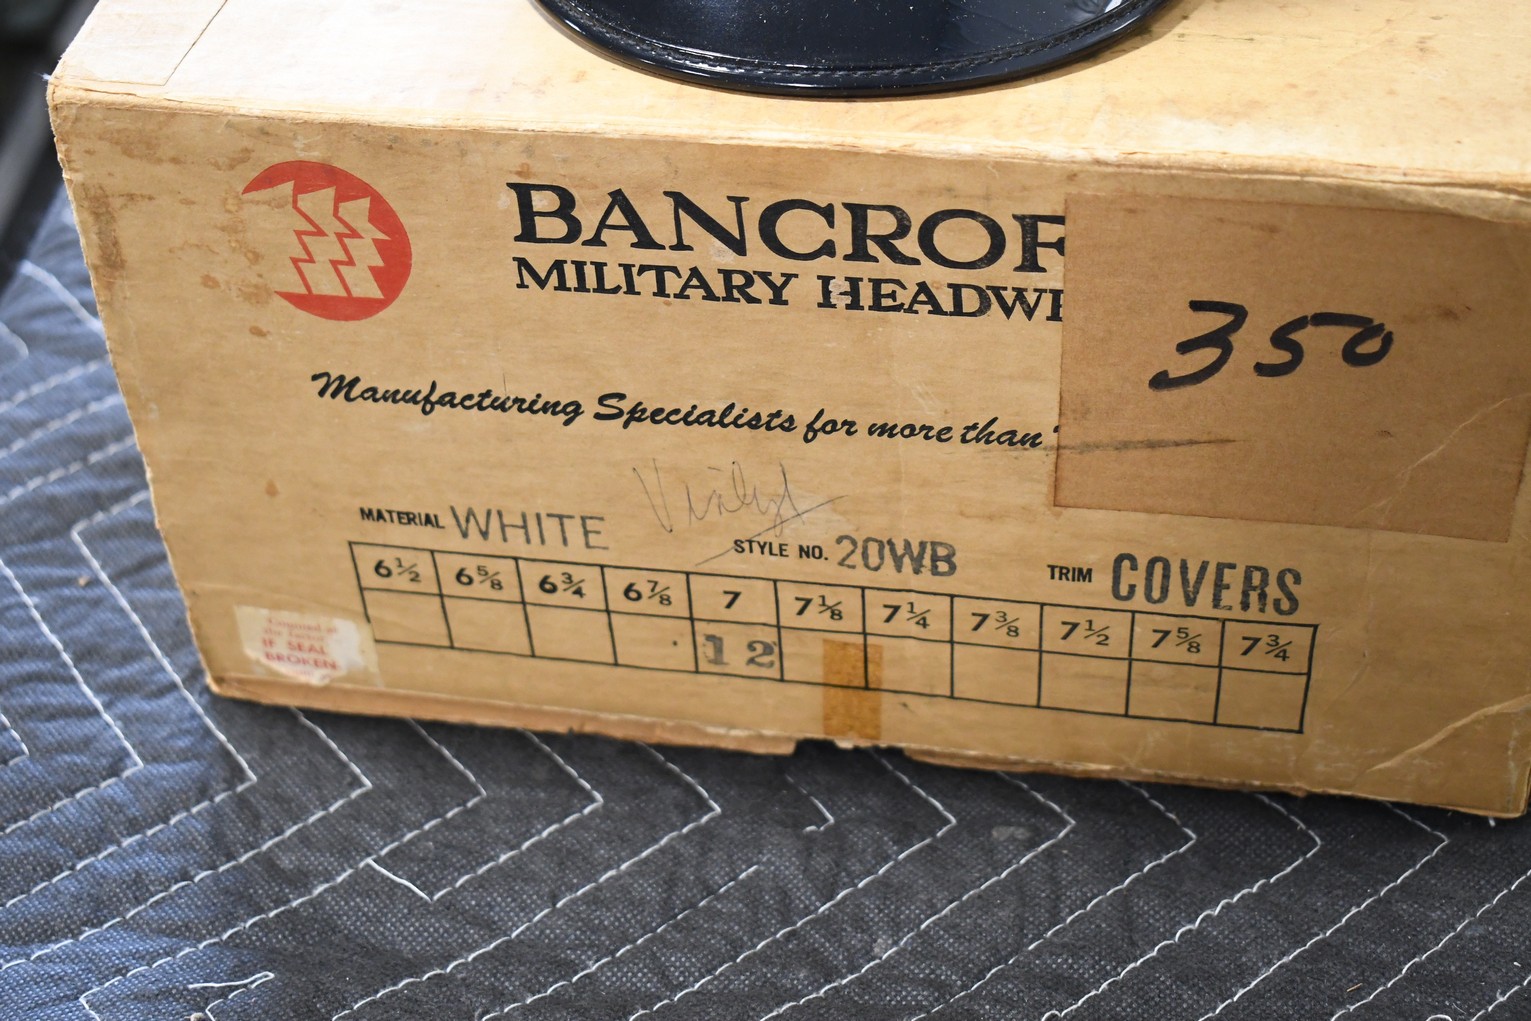 BANCROF
MILITARY HEADWE
350
Manufacturing Specialists for more than
MATERIAL WHITE STYLE NO. 20WB TRIM COVERS
6½ 6⅝ 6¾ 6⅞ 7 7⅛ 7¼ 7⅜ 7½ 7⅝ 7¾
12
IF SEAL
BROKEN